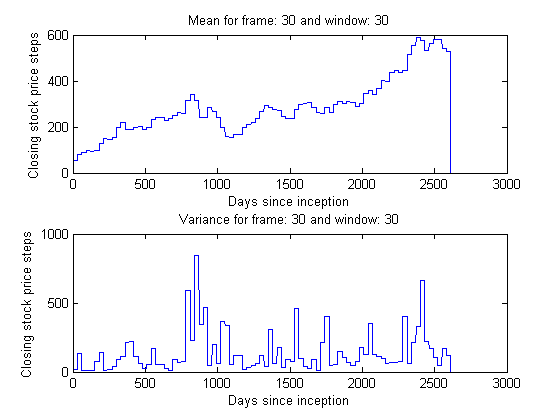 Mean for frame: 30 and window: 30
600
400
200
0
Closing stock price steps
0 500 1000 1500 2000 2500 3000
Days since inception
Variance for frame: 30 and window: 30
1000
500
0
Closing stock price steps
0 500 1000 1500 2000 2500 3000
Days since inception